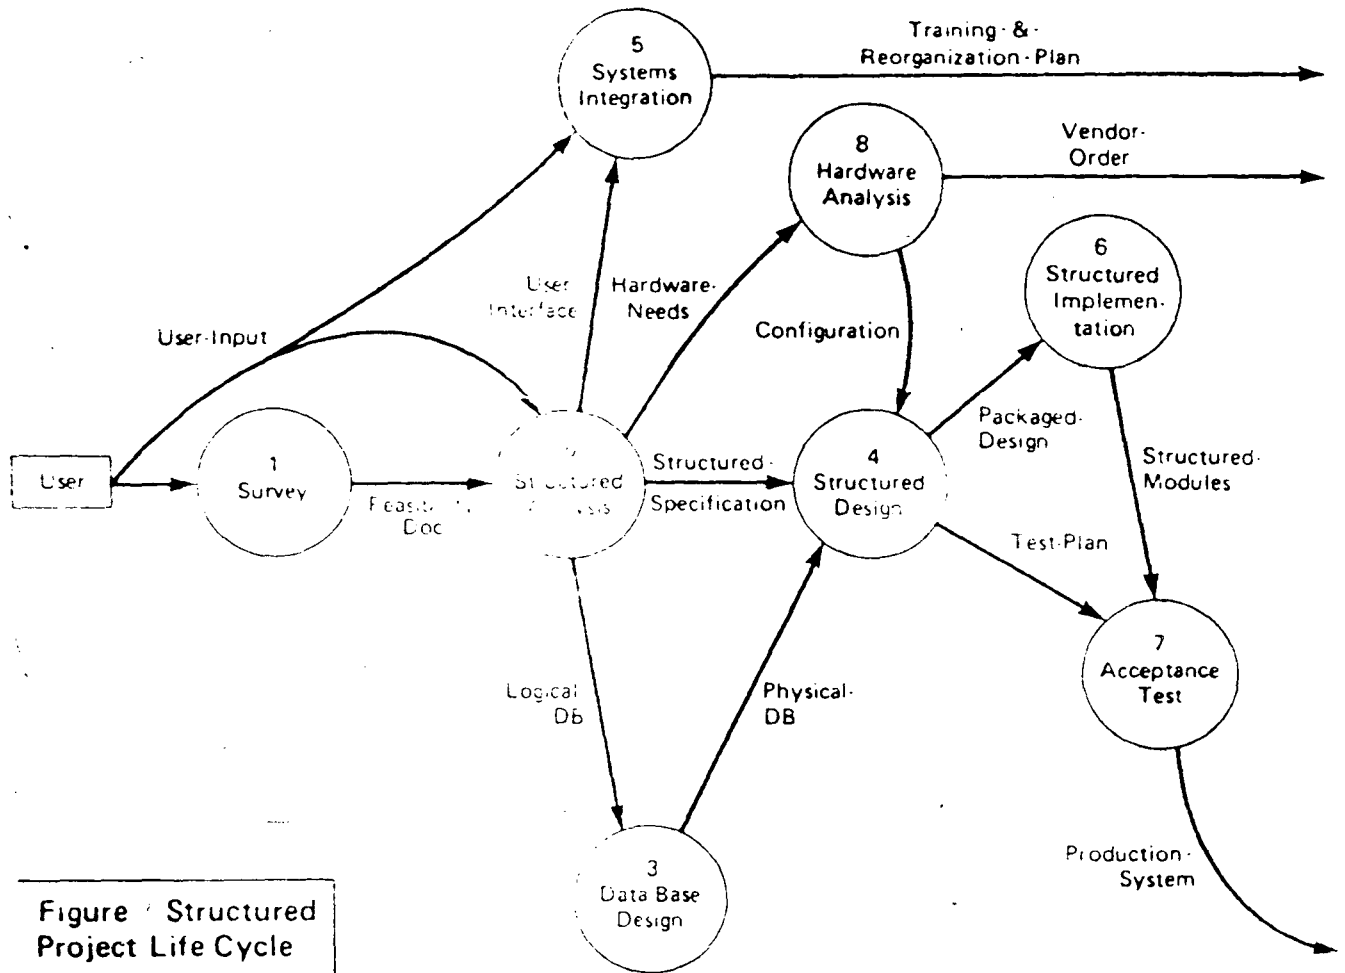 5
Systems
Integration
Training-&-
Reorganization-Plan
8
Hardware
Analysis
Vendor-
Order
6
Structured
Implemen-
tation
User
Interface
Hardware-
Needs
Configuration
User-Input
Packaged-
Design
Structured-
Modules
User
1
Survey
Doc
Structured
Structured-
Specification
4
Structured
Design
Test-Plan
7
Acceptance
Test
Logical
DB
Physical-
DB
Production-
System
3
Data Base
Design
Figure Structured
Project Life Cycle